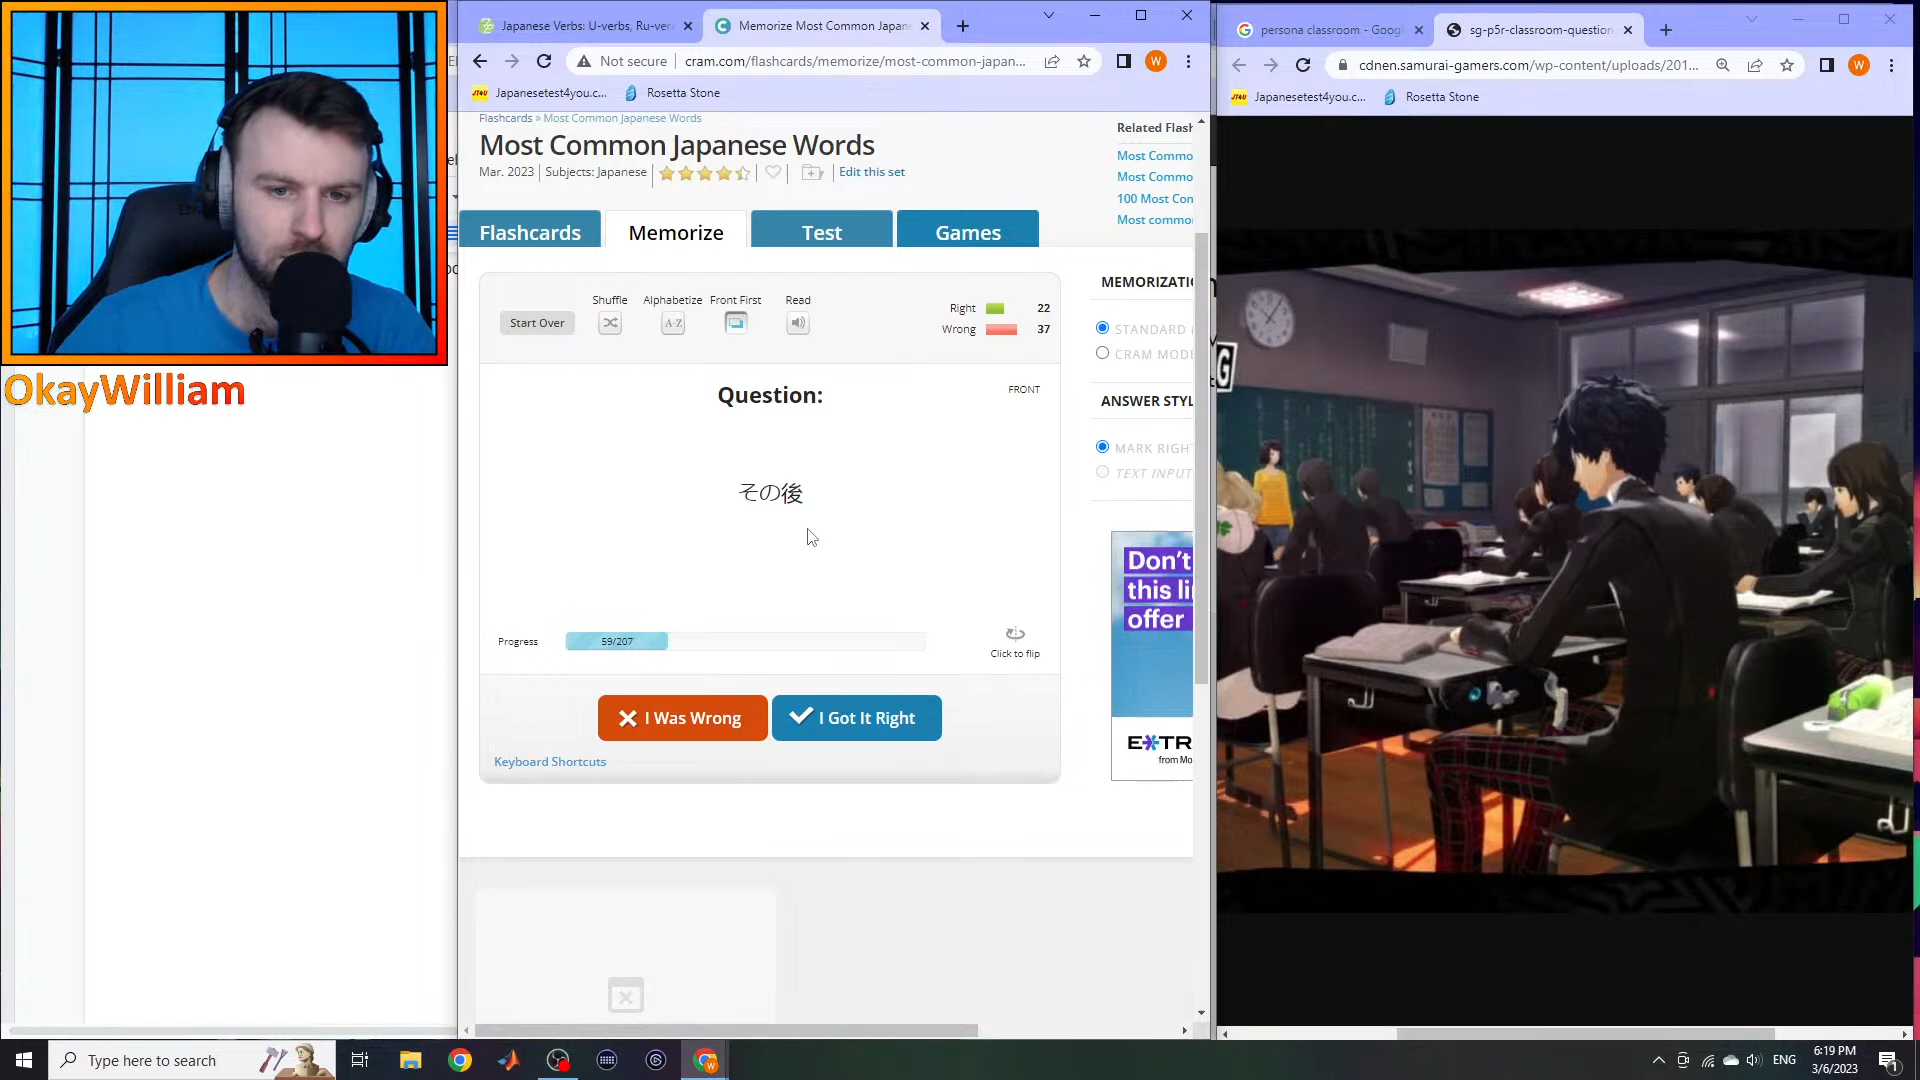 OkayWilliam
Japanese Verbs: U-verbs, Ru-ver
Memorize Most Common Japan
Not secure
cram.com/flashcards/memorize/most-common-japan...
Japanesetest4you.c...
Rosetta Stone
Flashcards » Most Common Japanese Words
Most Common Japanese Words
Mar. 2023
Subjects: Japanese
Edit this set
Related Flash
Most Commo
Most Commo
100 Most Con
Most commo
Flashcards
Memorize
Test
Games
Start Over
Shuffle
Alphabetize
A-Z
Front First
Read
Right 22
Wrong 37
Question:
FRONT
その後
Progress
59/207
Click to flip
I Was Wrong
I Got It Right
Keyboard Shortcuts
MEMORIZATI
STANDARD (
CRAM MODE
ANSWER STYL
MARK RIGHT
TEXT INPUT
Don't
this li
offer
EXTR
from Mo
persona classroom - Googl
sg-p5r-classroom-question
cdnen.samurai-gamers.com/wp-content/uploads/201...
Japanesetest4you.c...
Rosetta Stone
Type here to search
ENG
6:19 PM
3/6/2023
1